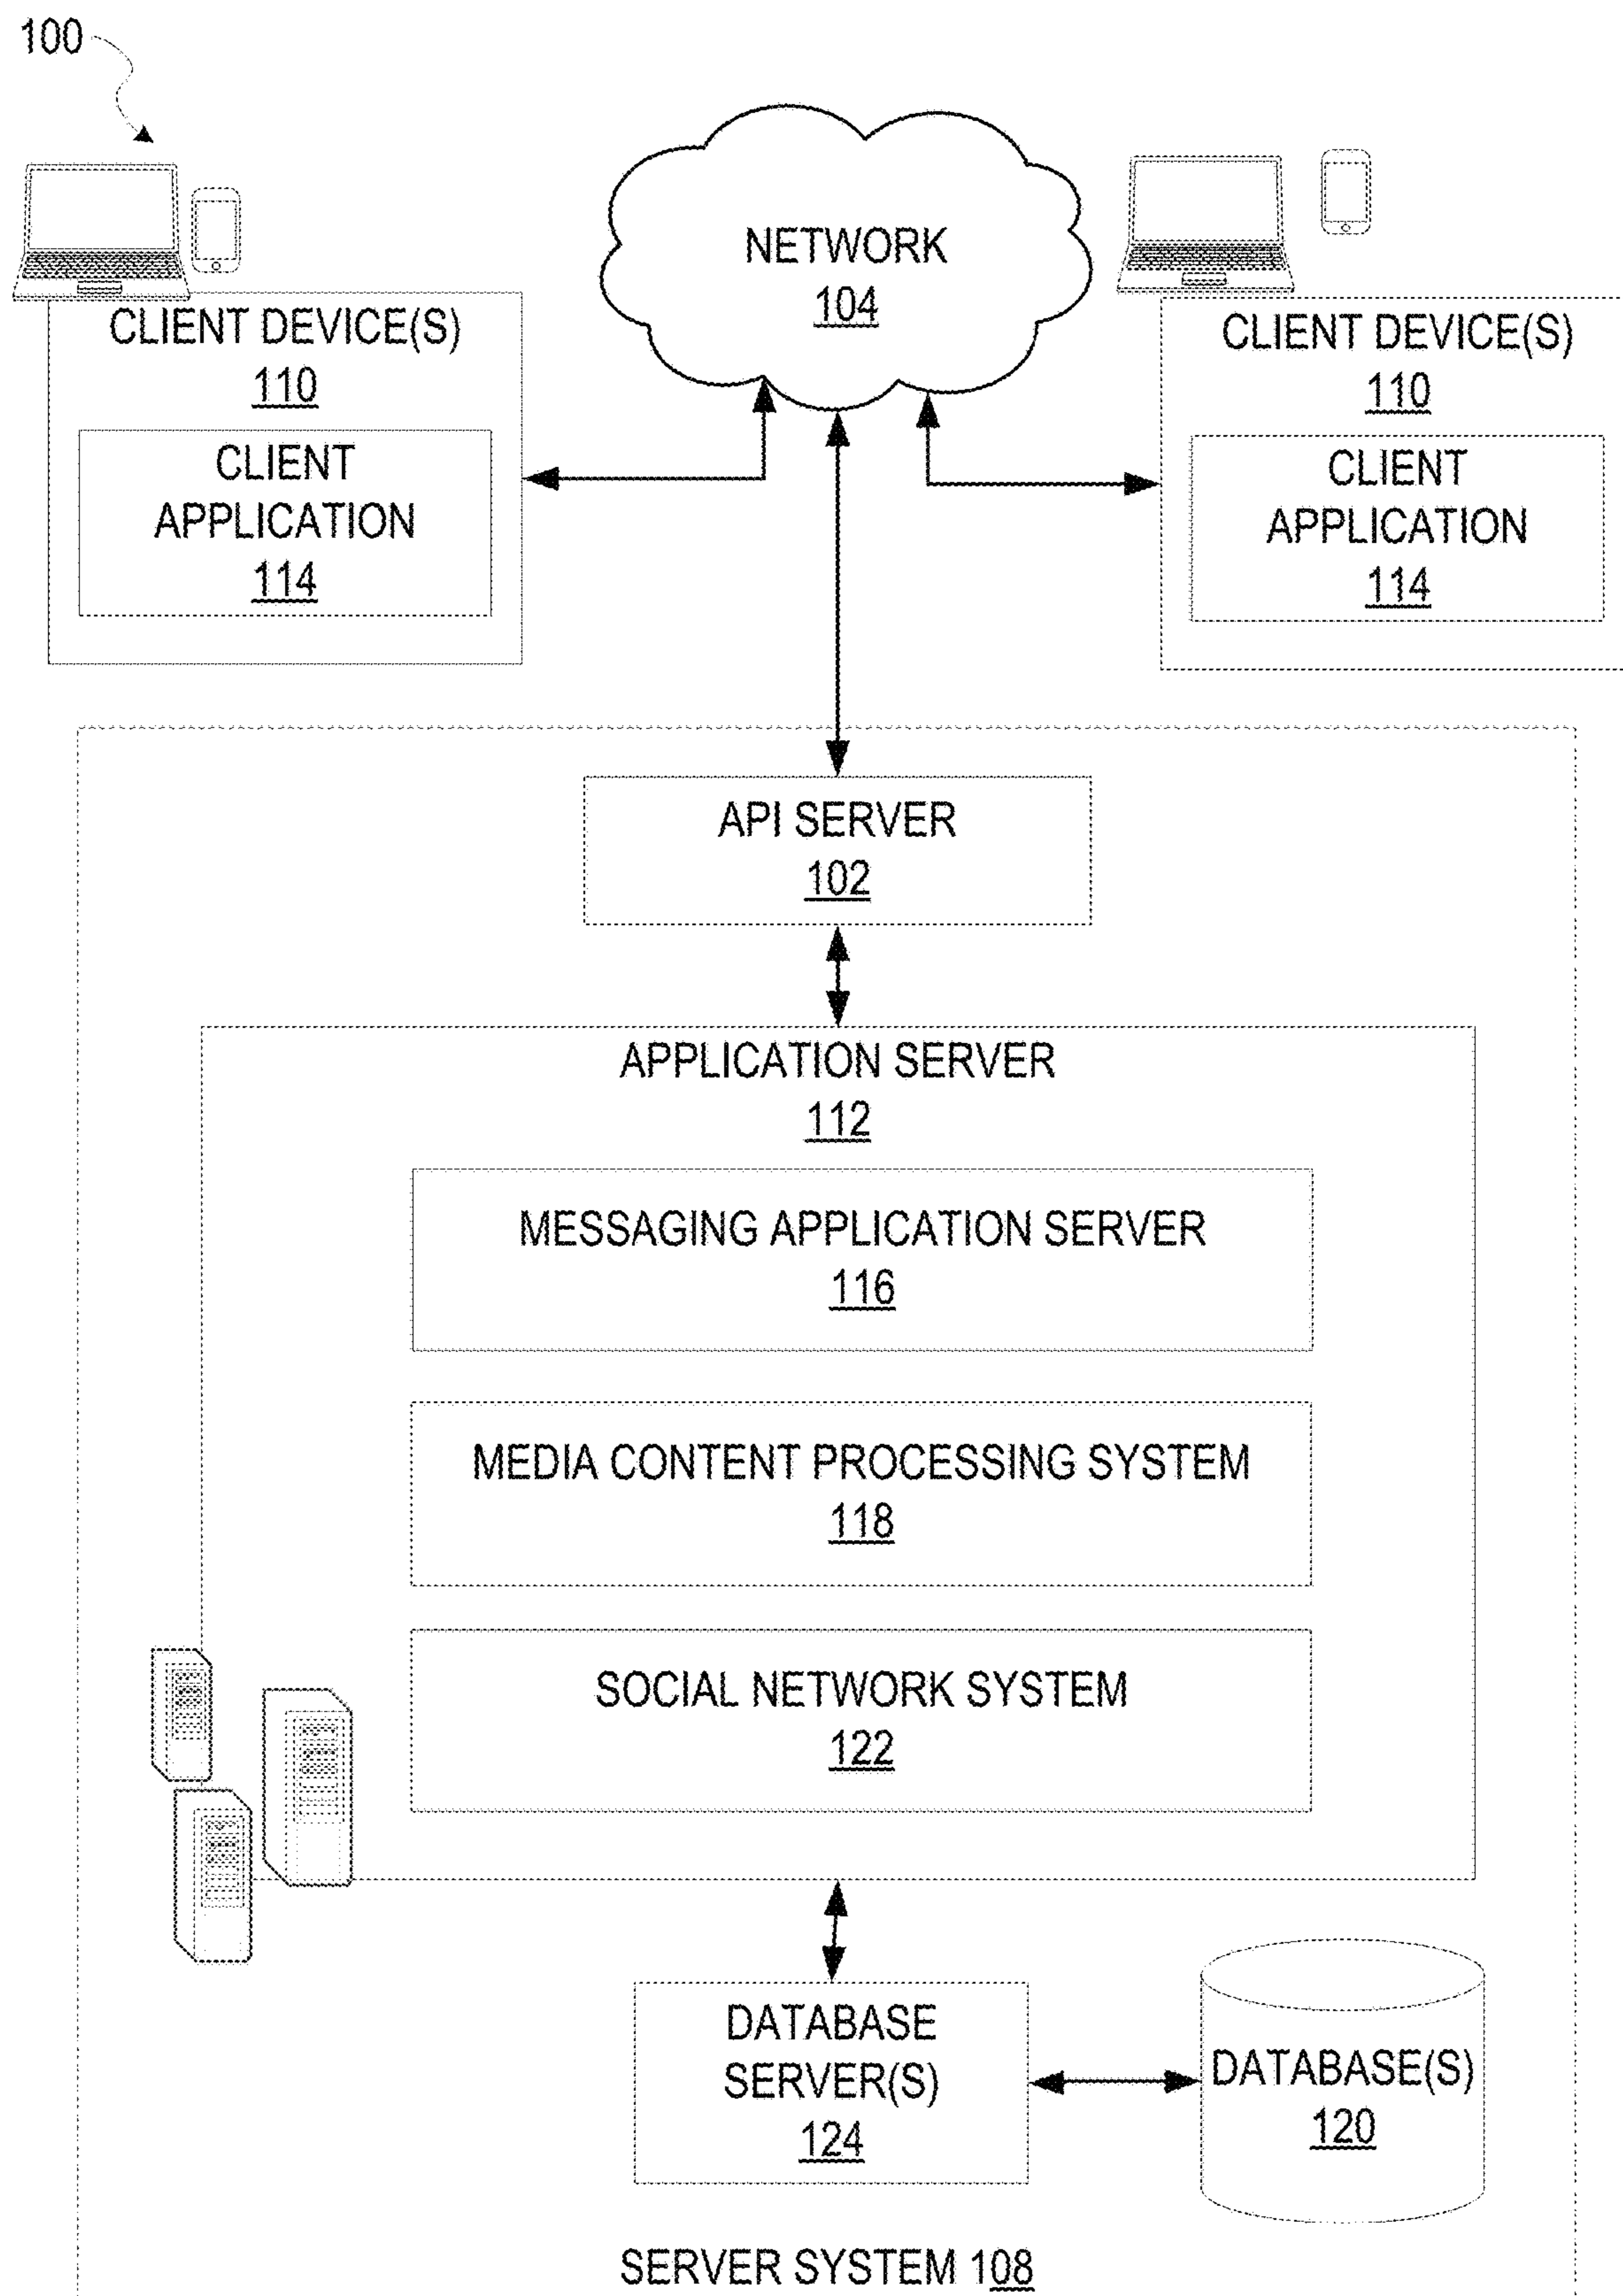 100
NETWORK
104
CLIENT DEVICE(S)
110
CLIENT
APPLICATION
114
CLIENT DEVICE(S)
110
CLIENT
APPLICATION
114
API SERVER
102
APPLICATION SERVER
112
MESSAGING APPLICATION SERVER
116
MEDIA CONTENT PROCESSING SYSTEM
118
SOCIAL NETWORK SYSTEM
122
DATABASE
SERVER(S)
124
DATABASE(S)
120
SERVER SYSTEM 108